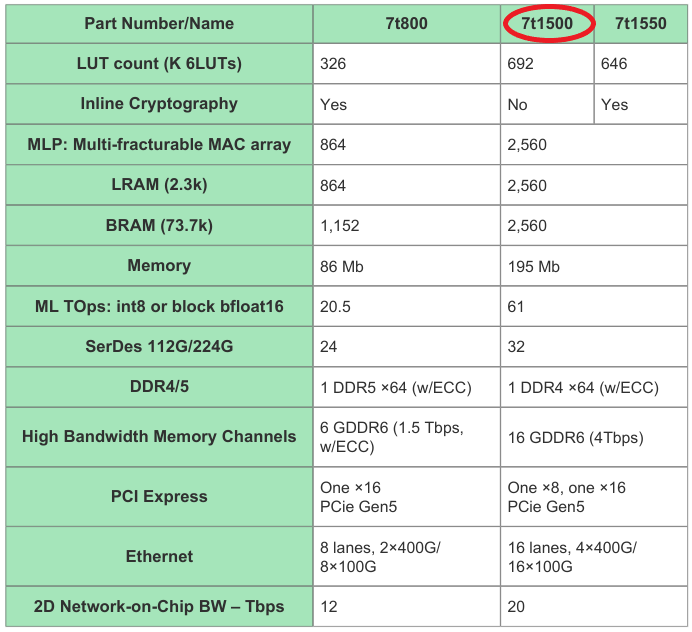 Part Number/Name 7t800 7t1500 7t1550
LUT count (K 6LUTs) 326 692 646
Inline Cryptography Yes No Yes
MLP: Multi-fracturable MAC array 864 2,560
LRAM (2.3k) 864 2,560
BRAM (73.7k) 1,152 2,560
Memory 86 Mb 195 Mb
ML TOps: int8 or block bfloat16 20.5 61
SerDes 112G/224G 24 32
DDR4/5 1 DDR5 ×64 (w/ECC) 1 DDR4 ×64 (w/ECC)
High Bandwidth Memory Channels 6 GDDR6 (1.5 Tbps,
w/ECC) 16 GDDR6 (4Tbps)
PCI Express One ×16
PCIe Gen5 One ×8, one ×16
PCIe Gen5
Ethernet 8 lanes, 2×400G/
8×100G 16 lanes, 4×400G/
16×100G
2D Network-on-Chip BW – Tbps 12 20